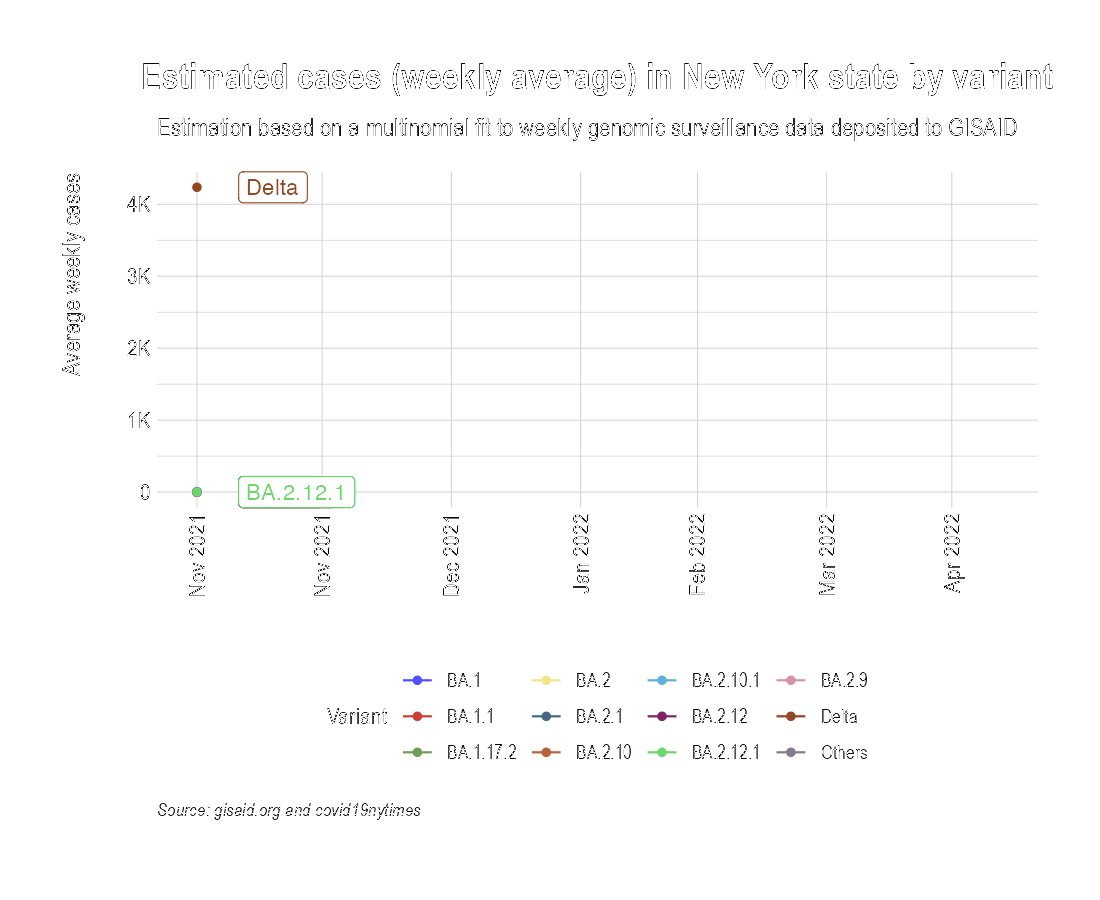 Estimated cases (weekly average) in New York state by variant
Estimation based on a multinomial fit to weekly genomic surveillance data deposited to GISAID
Average weekly cases
4K
3K
2K
1K
0
Delta
BA.2.12.1
Nov 2021
Nov 2021
Dec 2021
Jan 2022
Feb 2022
Mar 2022
Apr 2022
Variant
BA.1
BA.2
BA.2.10.1
BA.2.9
BA.1.1
BA.2.1
BA.2.12
Delta
BA.1.17.2
BA.2.10
BA.2.12.1
Others
Source: gisaid.org and covid19nytimes